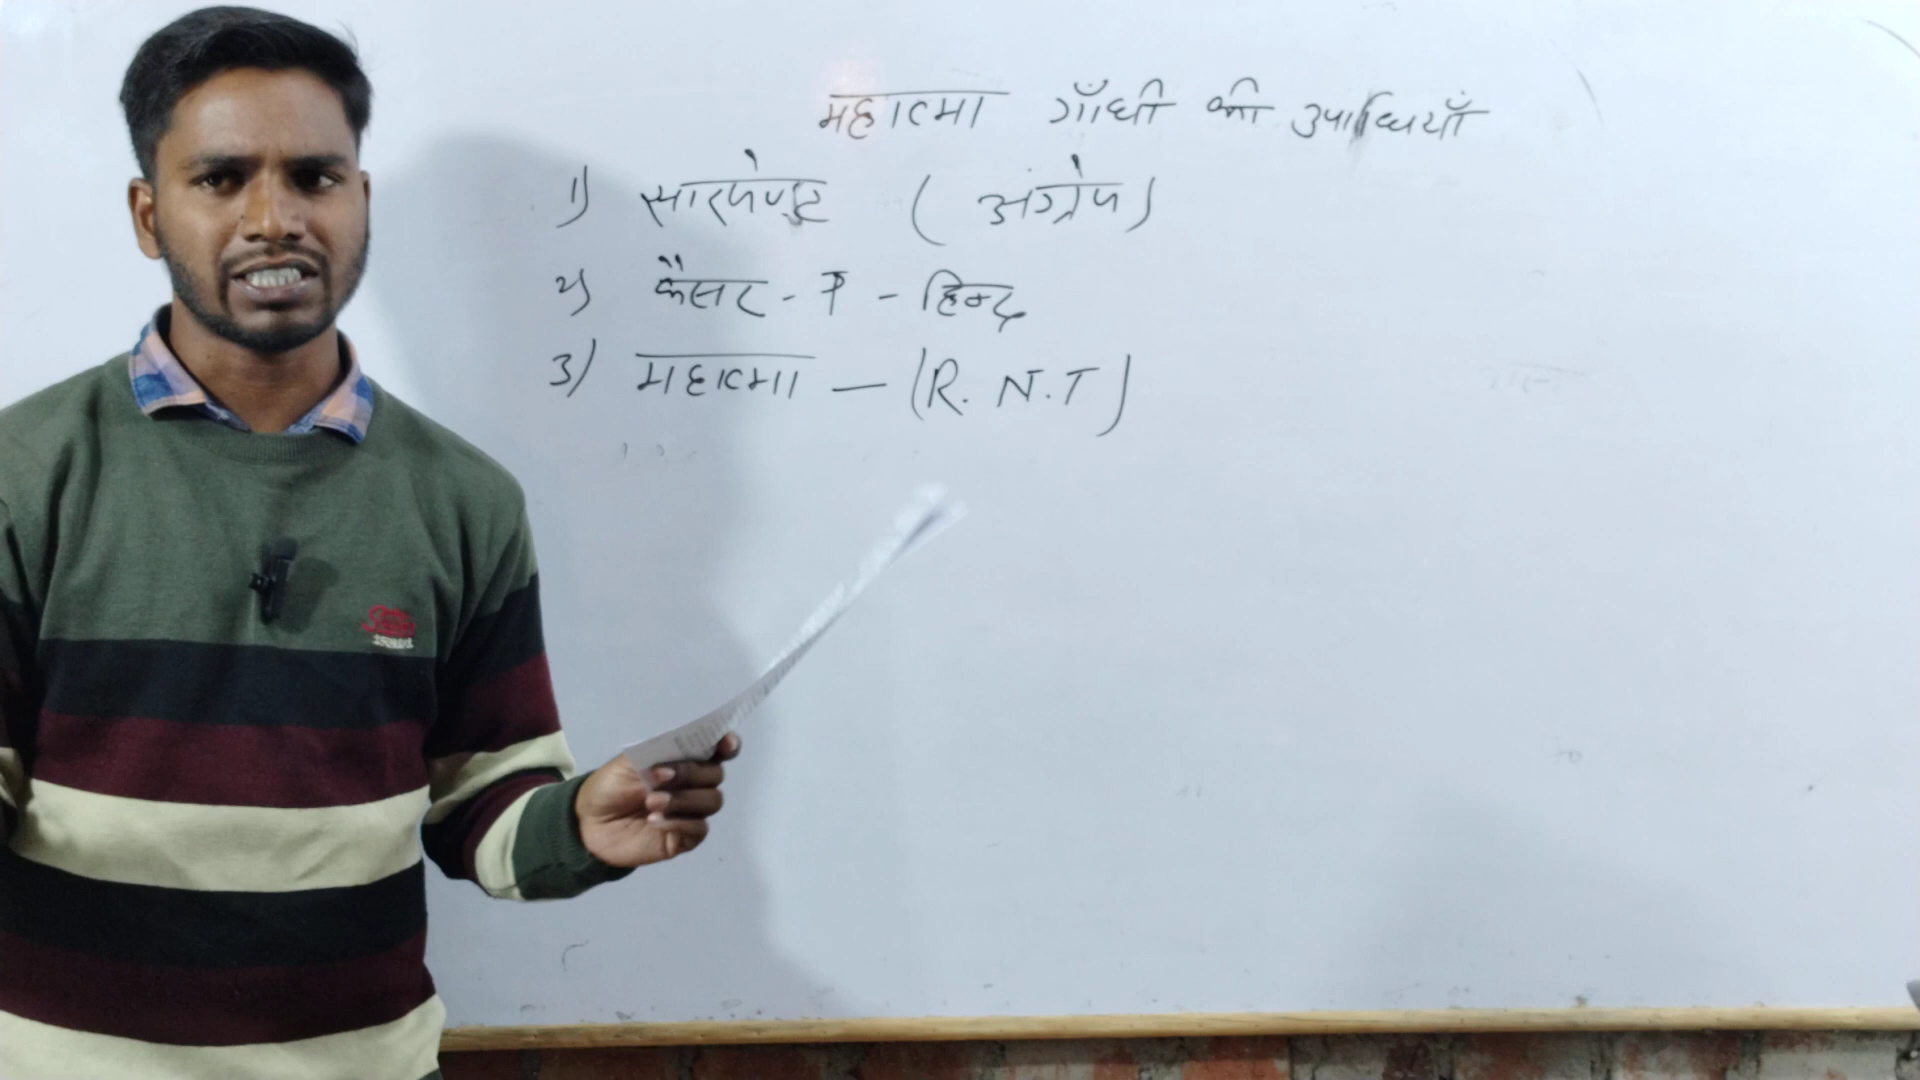 महात्मा गाँधी की उपाधियाँ
1) सारजेण्ट (अंग्रेज)
2) कैसर - ए - हिन्द
3) महात्मा - (R. N. T)